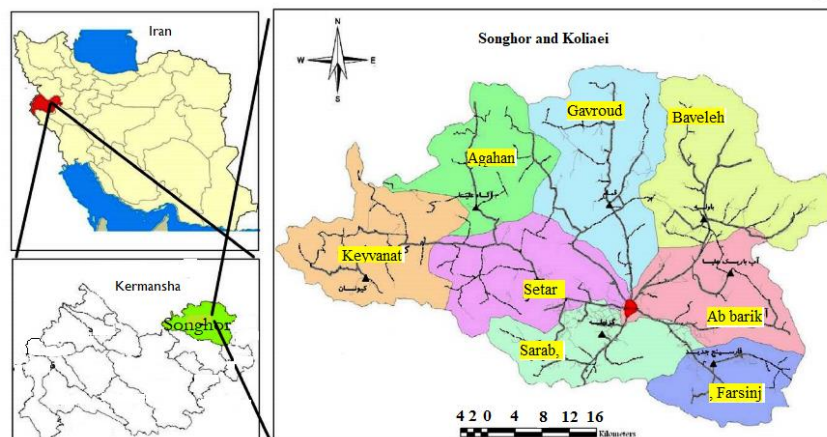 Iran
Kermansha
Songhor
Songhor and Koliaei
N
W E
S
Gavroud
Baveleh
Agahan
Keyvanat
Setar
Ab barik
Sarab,
, Farsinj
4 2 0 4 8 12 16
Kilometers